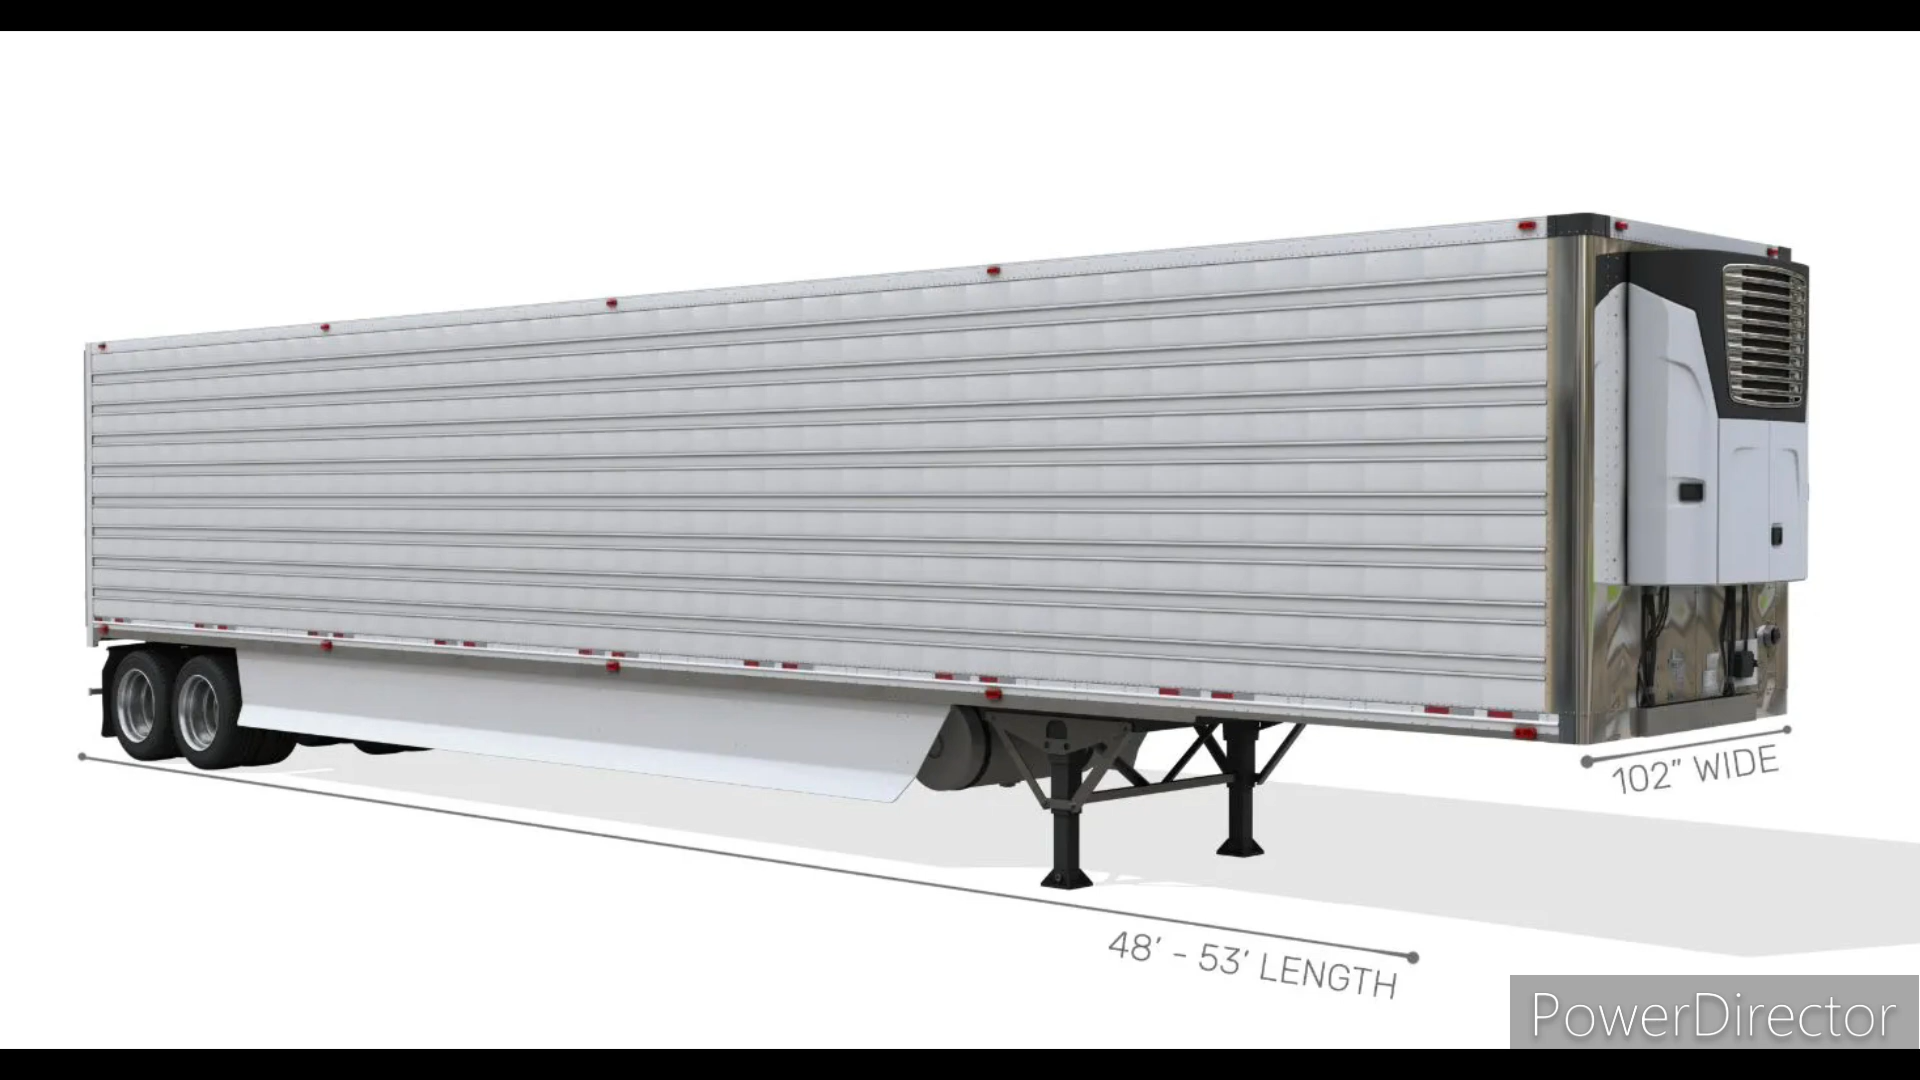 102” WIDE
48’ - 53’ LENGTH
PowerDirector